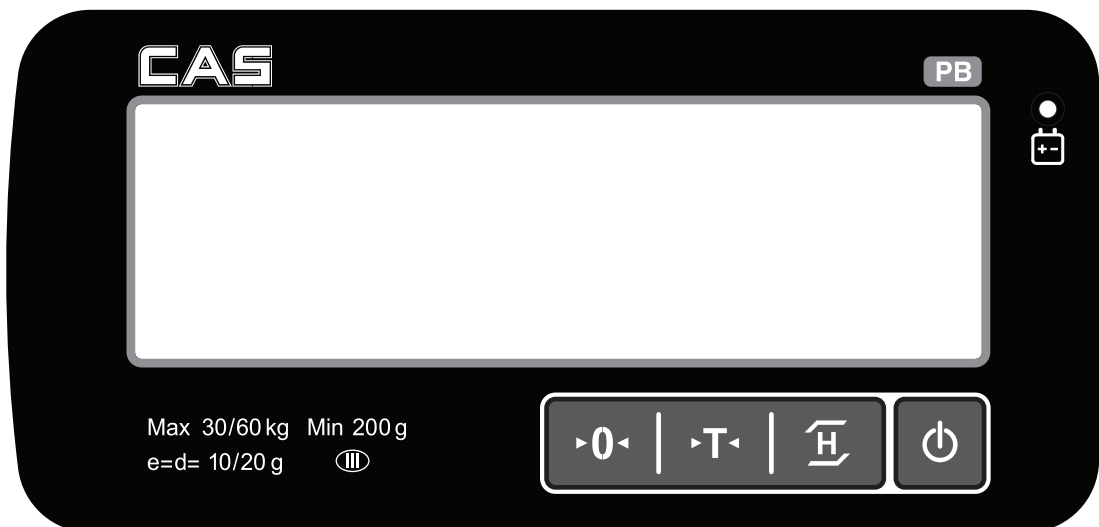 CAS
PB
Max 30/60 kg Min 200 g
e=d= 10/20 g III
▸0◂ ▸T◂ H